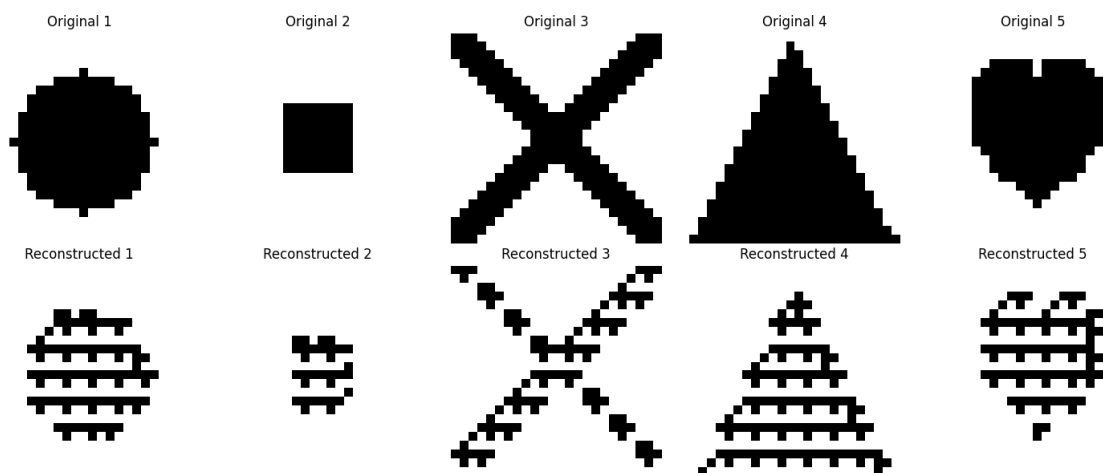 Original 1
Original 2
Original 3
Original 4
Original 5
Reconstructed 1
Reconstructed 2
Reconstructed 3
Reconstructed 4
Reconstructed 5